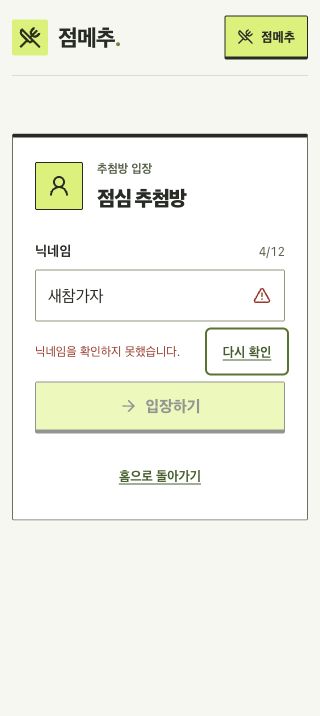 점메추.
점메추
추첨방 입장
점심 추첨방
닉네임
4/12
새참가자
닉네임을 확인하지 못했습니다.
다시 확인
입장하기
홈으로 돌아가기